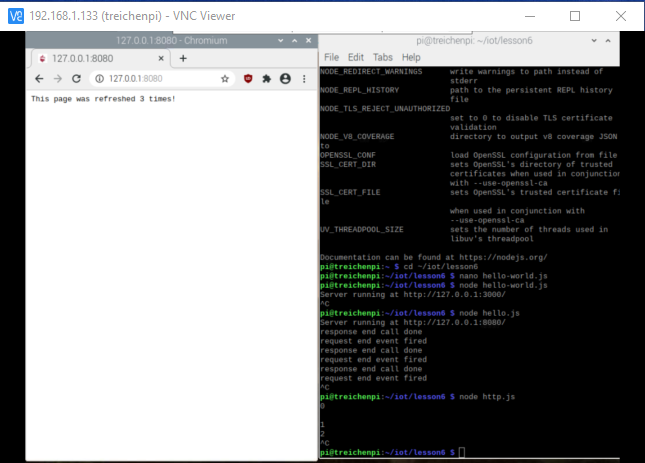 192.168.1.133 (treichenpi) - VNC Viewer
127.0.0.1:8080 - Chromium
127.0.0.1:8080
127.0.0.1:8080
This page was refreshed 3 times!
pi@treichenpi: ~/iot/lesson6
File Edit Tabs Help
NODE_REDIRECT_WARNINGS write warnings to path instead of
stderr
NODE_REPL_HISTORY path to the persistent REPL history
file
NODE_TLS_REJECT_UNAUTHORIZED
set to 0 to disable TLS certificate
validation
NODE_V8_COVERAGE directory to output v8 coverage JSON
to
OPENSSL_CONF load OpenSSL configuration from file
SSL_CERT_DIR sets OpenSSL's directory of trusted
certificates when used in conjunction
with --use-openssl-ca
SSL_CERT_FILE sets OpenSSL's trusted certificate fi
le
when used in conjunction with
--use-openssl-ca
UV_THREADPOOL_SIZE sets the number of threads used in
libuv's threadpool
Documentation can be found at https://nodejs.org/
pi@treichenpi:~ $ cd ~/iot/lesson6
pi@treichenpi:~/iot/lesson6 $ nano hello-world.js
pi@treichenpi:~/iot/lesson6 $ node hello-world.js
Server running at http://127.0.0.1:3000/
^C
pi@treichenpi:~/iot/lesson6 $ node hello.js
Server running at http://127.0.0.1:8080/
response end call done
request end event fired
response end call done
request end event fired
response end call done
request end event fired
^C
pi@treichenpi:~/iot/lesson6 $ node http.js
0
1
2
^C
pi@treichenpi:~/iot/lesson6 $